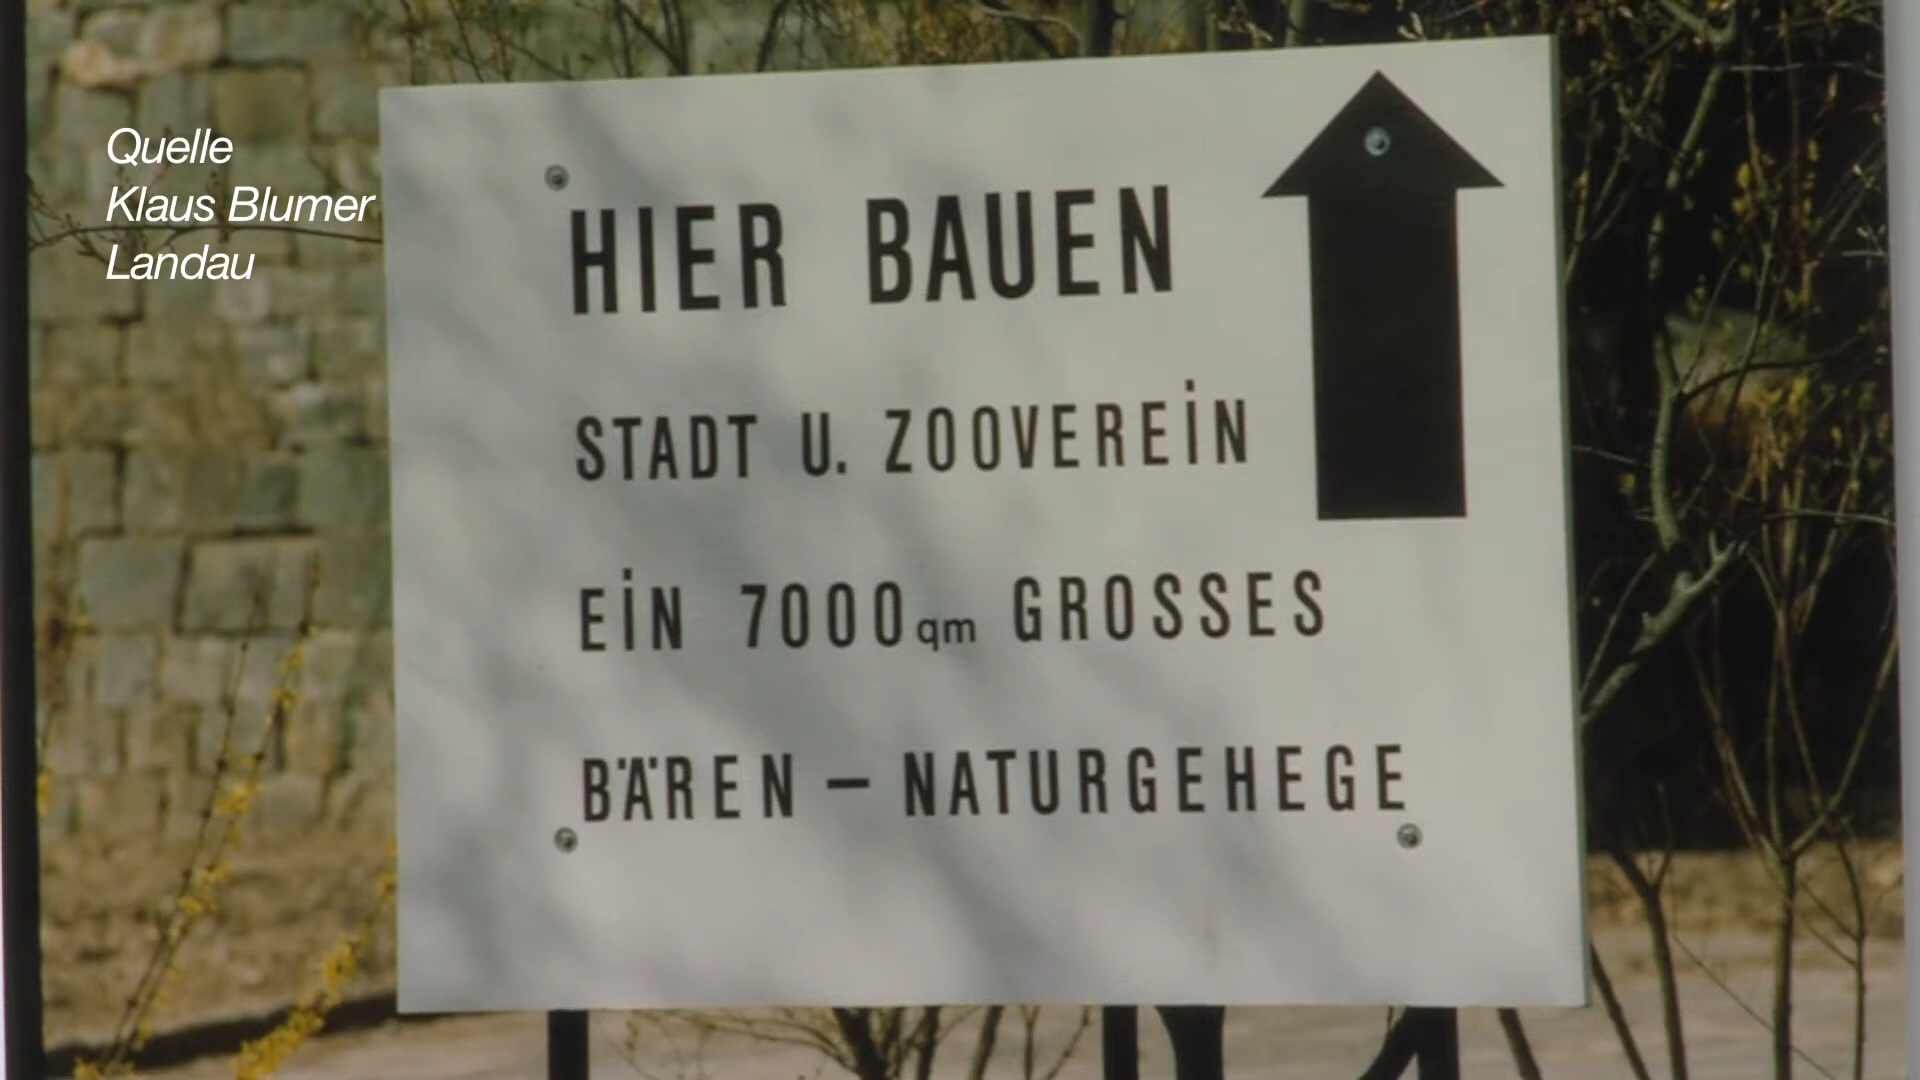 Quelle
Klaus Blumer
Landau
HIER BAUEN
STADT U. ZOOVEREIN
EIN 7000qm GROSSES
BÄREN – NATURGEHEGE